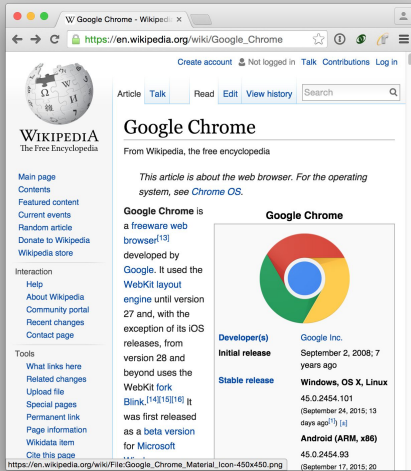 Google Chrome - Wikipedi
https://en.wikipedia.org/wiki/Google_Chrome
Create account Not logged in Talk Contributions Log in
Article Talk Read Edit View history Search
WIKIPEDIA
The Free Encyclopedia
Main page
Contents
Featured content
Current events
Random article
Donate to Wikipedia
Wikipedia store
Interaction
Help
About Wikipedia
Community portal
Recent changes
Contact page
Tools
What links here
Related changes
Upload file
Special pages
Permanent link
Page information
Wikidata item
Cite this page
Google Chrome
From Wikipedia, the free encyclopedia
This article is about the web browser. For the operating
system, see Chrome OS.
Google Chrome is
a freeware web
browser[13]
developed by
Google. It used the
WebKit layout
engine until version
27 and, with the
exception of its iOS
releases, from
version 28 and
beyond uses the
WebKit fork
Blink.[14][15][16] It
was first released
as a beta version
for Microsoft
Google Chrome
Developer(s) Google Inc.
Initial release September 2, 2008; 7
years ago
Stable release Windows, OS X, Linux
45.0.2454.101
(September 24, 2015; 13
days ago[1]) [±]
Android (ARM, x86)
45.0.2454.94
(September 17, 2015; 20
https://en.wikipedia.org/wiki/File:Google_Chrome_Material_Icon-450x450.png